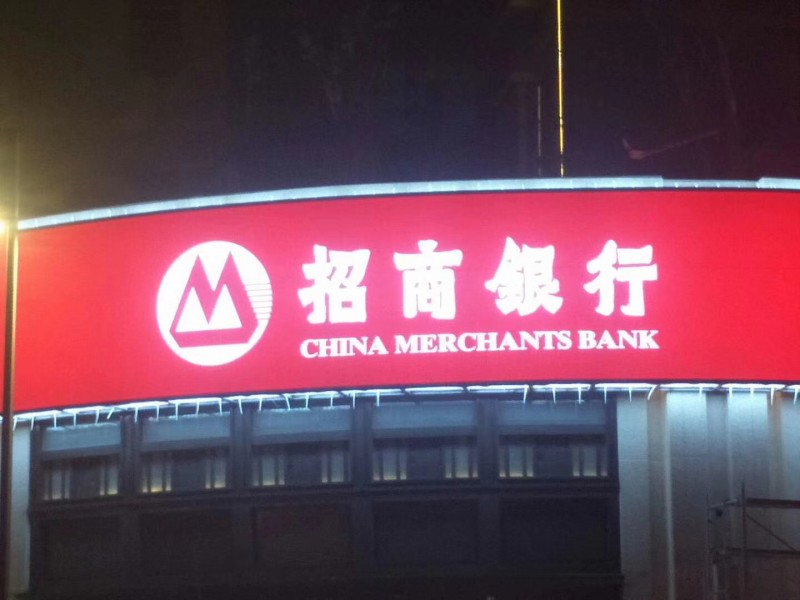 招商银行
CHINA MERCHANTS BANK